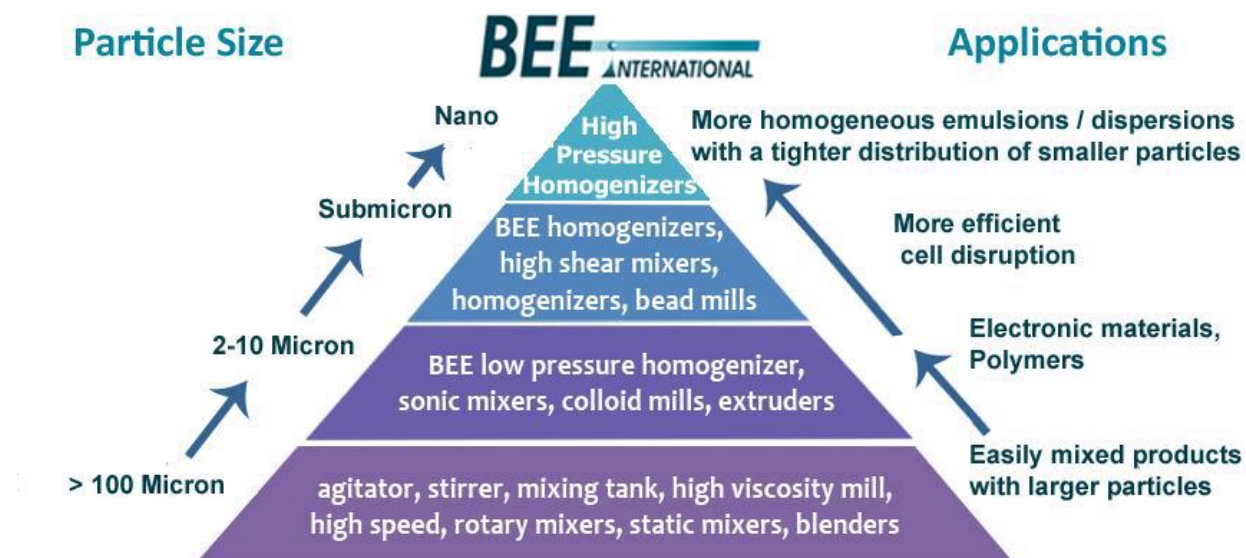 Particle Size
BEE INTERNATIONAL
Applications
Nano
High
Pressure
Homogenizers
More homogeneous emulsions / dispersions
with a tighter distribution of smaller particles
Submicron
BEE homogenizers,
high shear mixers,
homogenizers, bead mills
More efficient
cell disruption
2-10 Micron
BEE low pressure homogenizer,
sonic mixers, colloid mills, extruders
Electronic materials,
Polymers
> 100 Micron
agitator, stirrer, mixing tank, high viscosity mill,
high speed, rotary mixers, static mixers, blenders
Easily mixed products
with larger particles